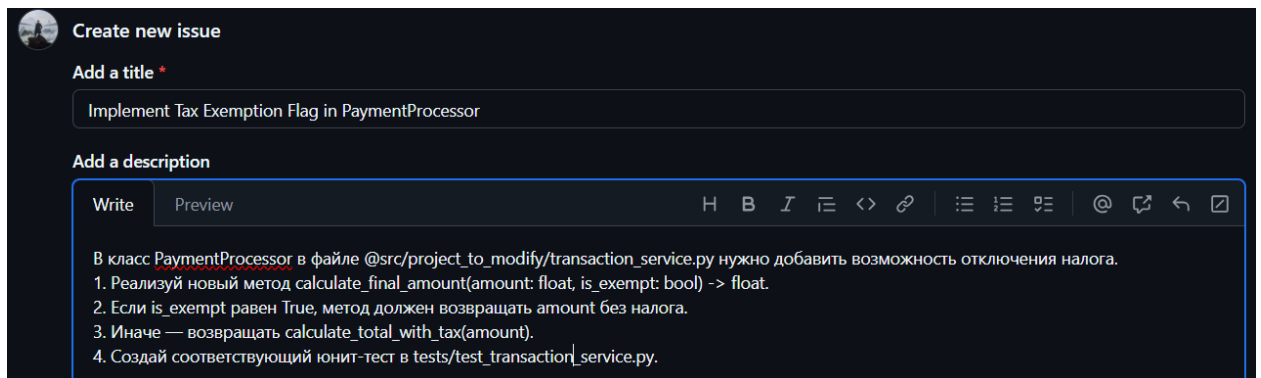 Create new issue
Add a title *
Implement Tax Exemption Flag in PaymentProcessor
Add a description
Write Preview
В класс PaymentProcessor в файле @src/project_to_modify/transaction_service.py нужно добавить возможность отключения налога.
1. Реализуй новый метод calculate_final_amount(amount: float, is_exempt: bool) -> float.
2. Если is_exempt равен True, метод должен возвращать amount без налога.
3. Иначе — возвращать calculate_total_with_tax(amount).
4. Создай соответствующий юнит-тест в tests/test_transaction_service.py.